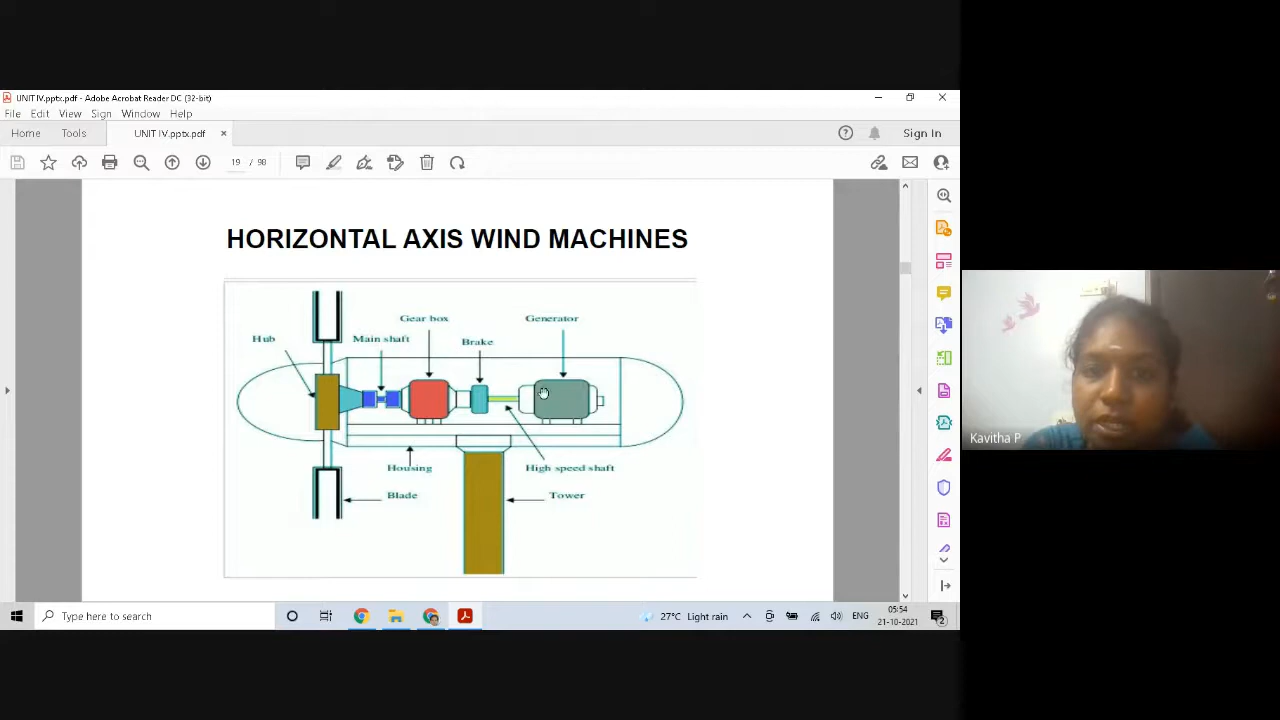 UNIT IV.pptx.pdf - Adobe Acrobat Reader DC (32-bit)
File Edit View Sign Window Help
Home Tools UNIT IV.pptx.pdf × Sign In
19 / 98
HORIZONTAL AXIS WIND MACHINES
Gear box
Generator
Hub
Main shaft
Brake
Housing
High speed shaft
Blade
Tower
Kavitha P
Type here to search
27°C Light rain
ENG
05:54
21-10-2021
2